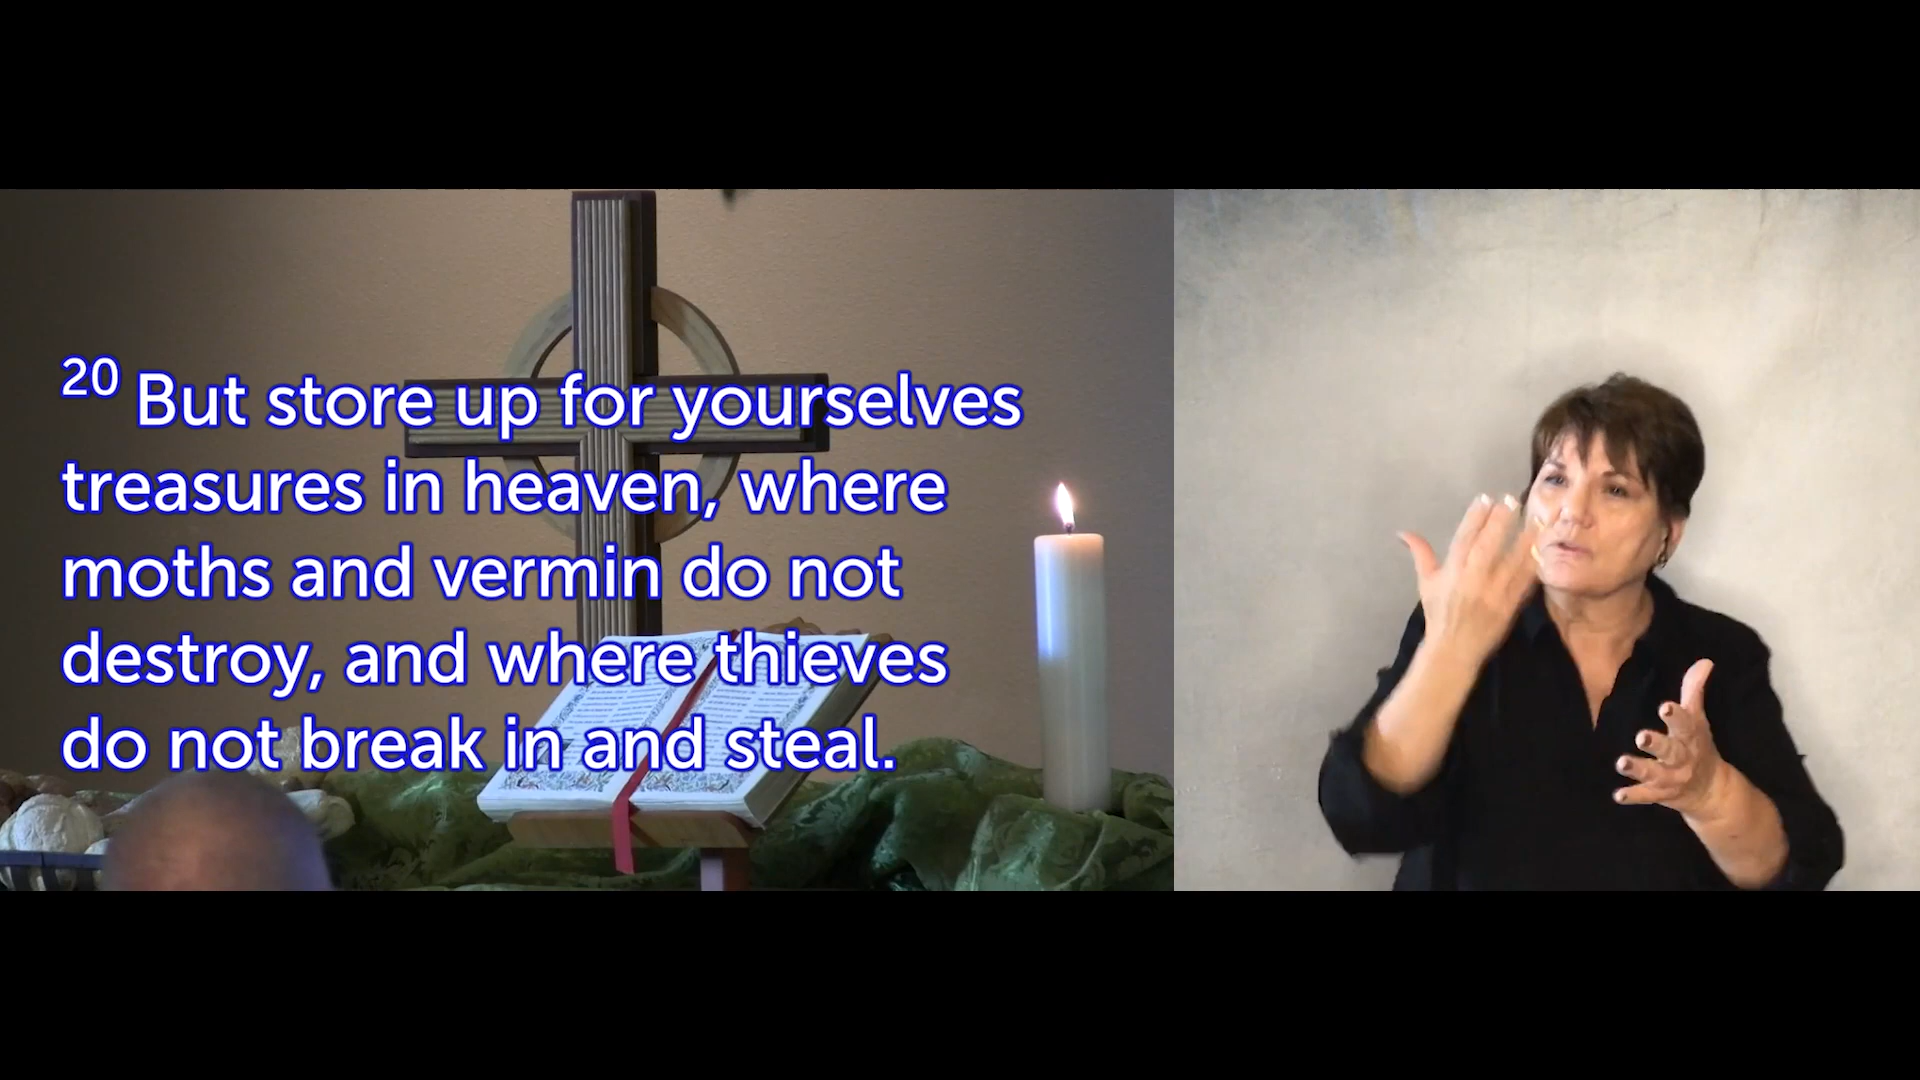 20 But store up for yourselves
treasures in heaven, where
moths and vermin do not
destroy, and where thieves
do not break in and steal.